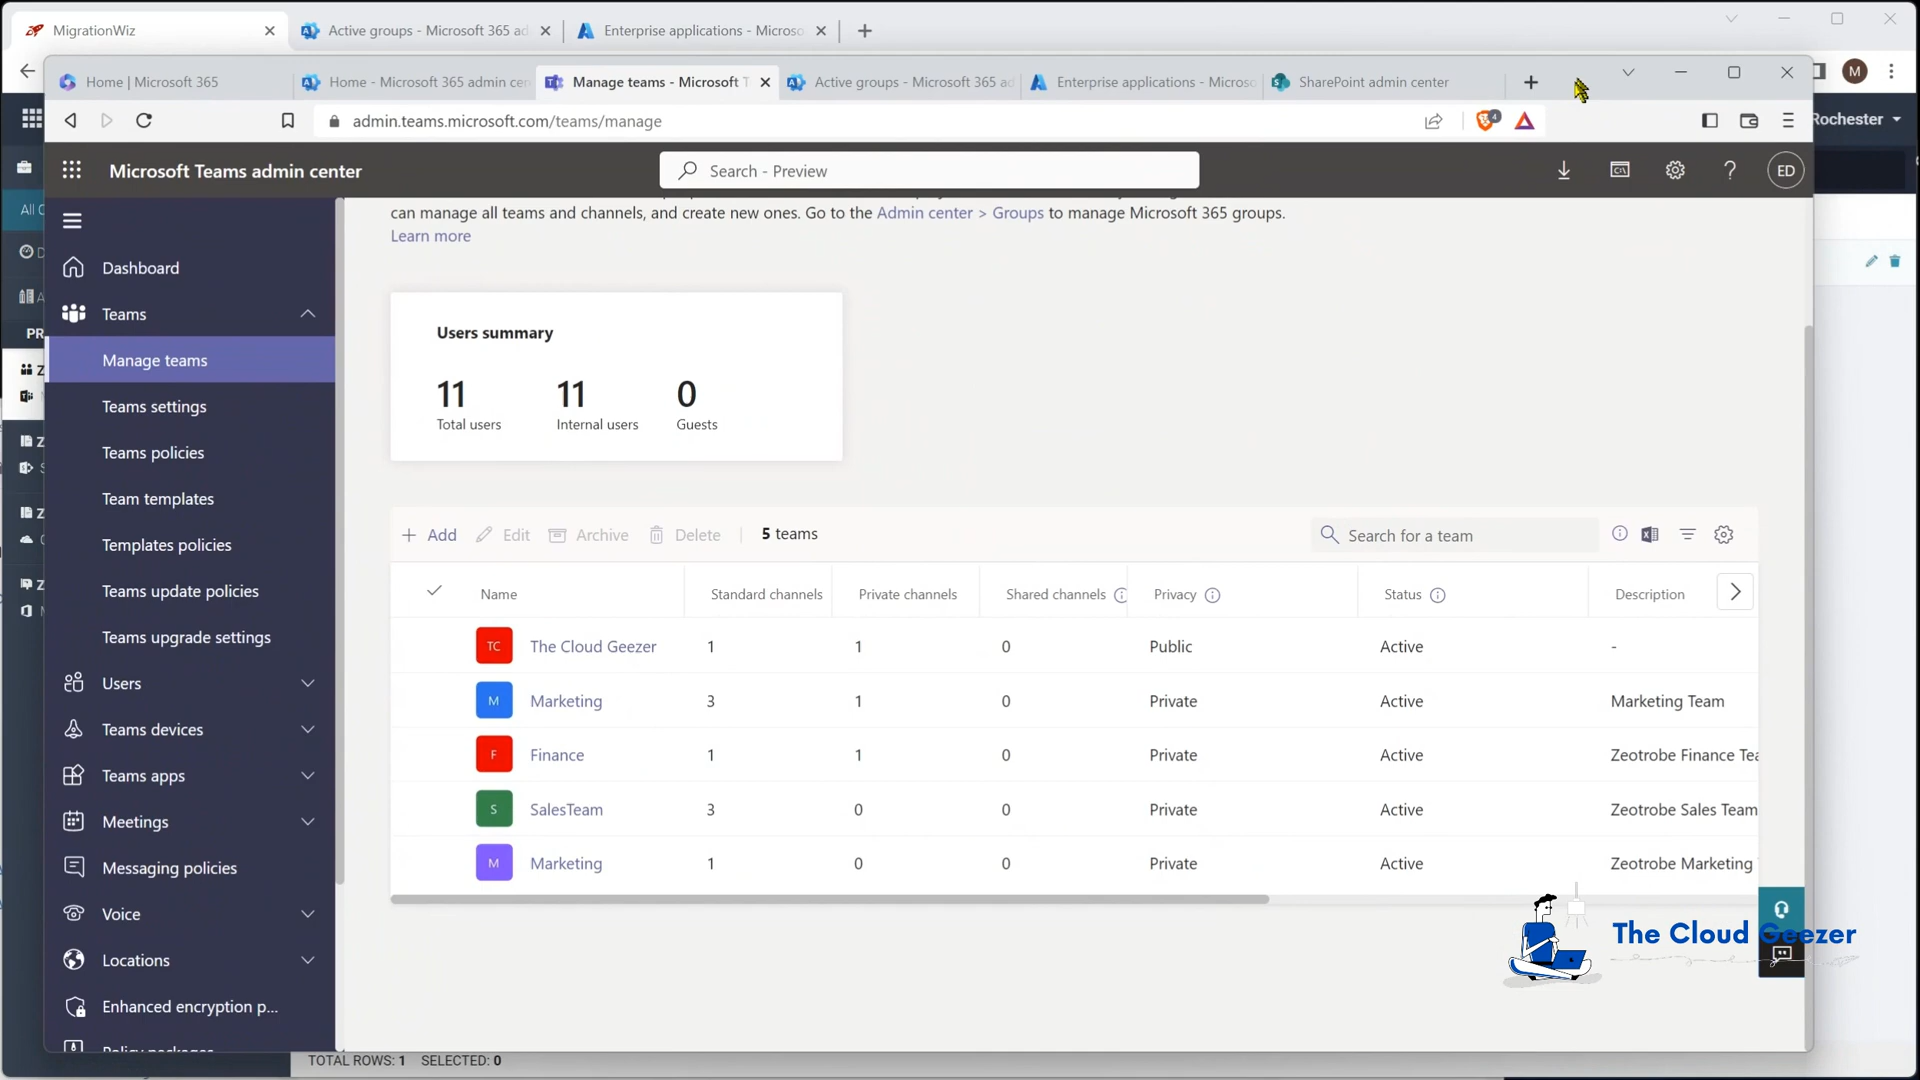 MigrationWiz
Active groups - Microsoft 365 ad
Enterprise applications - Microso
Home | Microsoft 365
Home - Microsoft 365 admin cen
Manage teams - Microsoft T
Active groups - Microsoft 365 ad
Enterprise applications - Microso
SharePoint admin center
M
admin.teams.microsoft.com/teams/manage
4
Rochester
Microsoft Teams admin center
Search - Preview
ED
can manage all teams and channels, and create new ones. Go to the Admin center > Groups to manage Microsoft 365 groups.
Learn more
All
PR
Dashboard
Teams
Manage teams
Teams settings
Teams policies
Team templates
Templates policies
Teams update policies
Teams upgrade settings
Users
Teams devices
Teams apps
Meetings
Messaging policies
Voice
Locations
Enhanced encryption p...
Users summary
11 11 0
Total users Internal users Guests
Add Edit Archive Delete 5 teams Search for a team
Name Standard channels Private channels Shared channels Privacy Status Description
TC The Cloud Geezer 1 1 0 Public Active -
M Marketing 3 1 0 Private Active Marketing Team
F Finance 1 1 0 Private Active Zeotrobe Finance Tea
S SalesTeam 3 0 0 Private Active Zeotrobe Sales Team
M Marketing 1 0 0 Private Active Zeotrobe Marketing
The Cloud Geezer
TOTAL ROWS: 1 SELECTED: 0